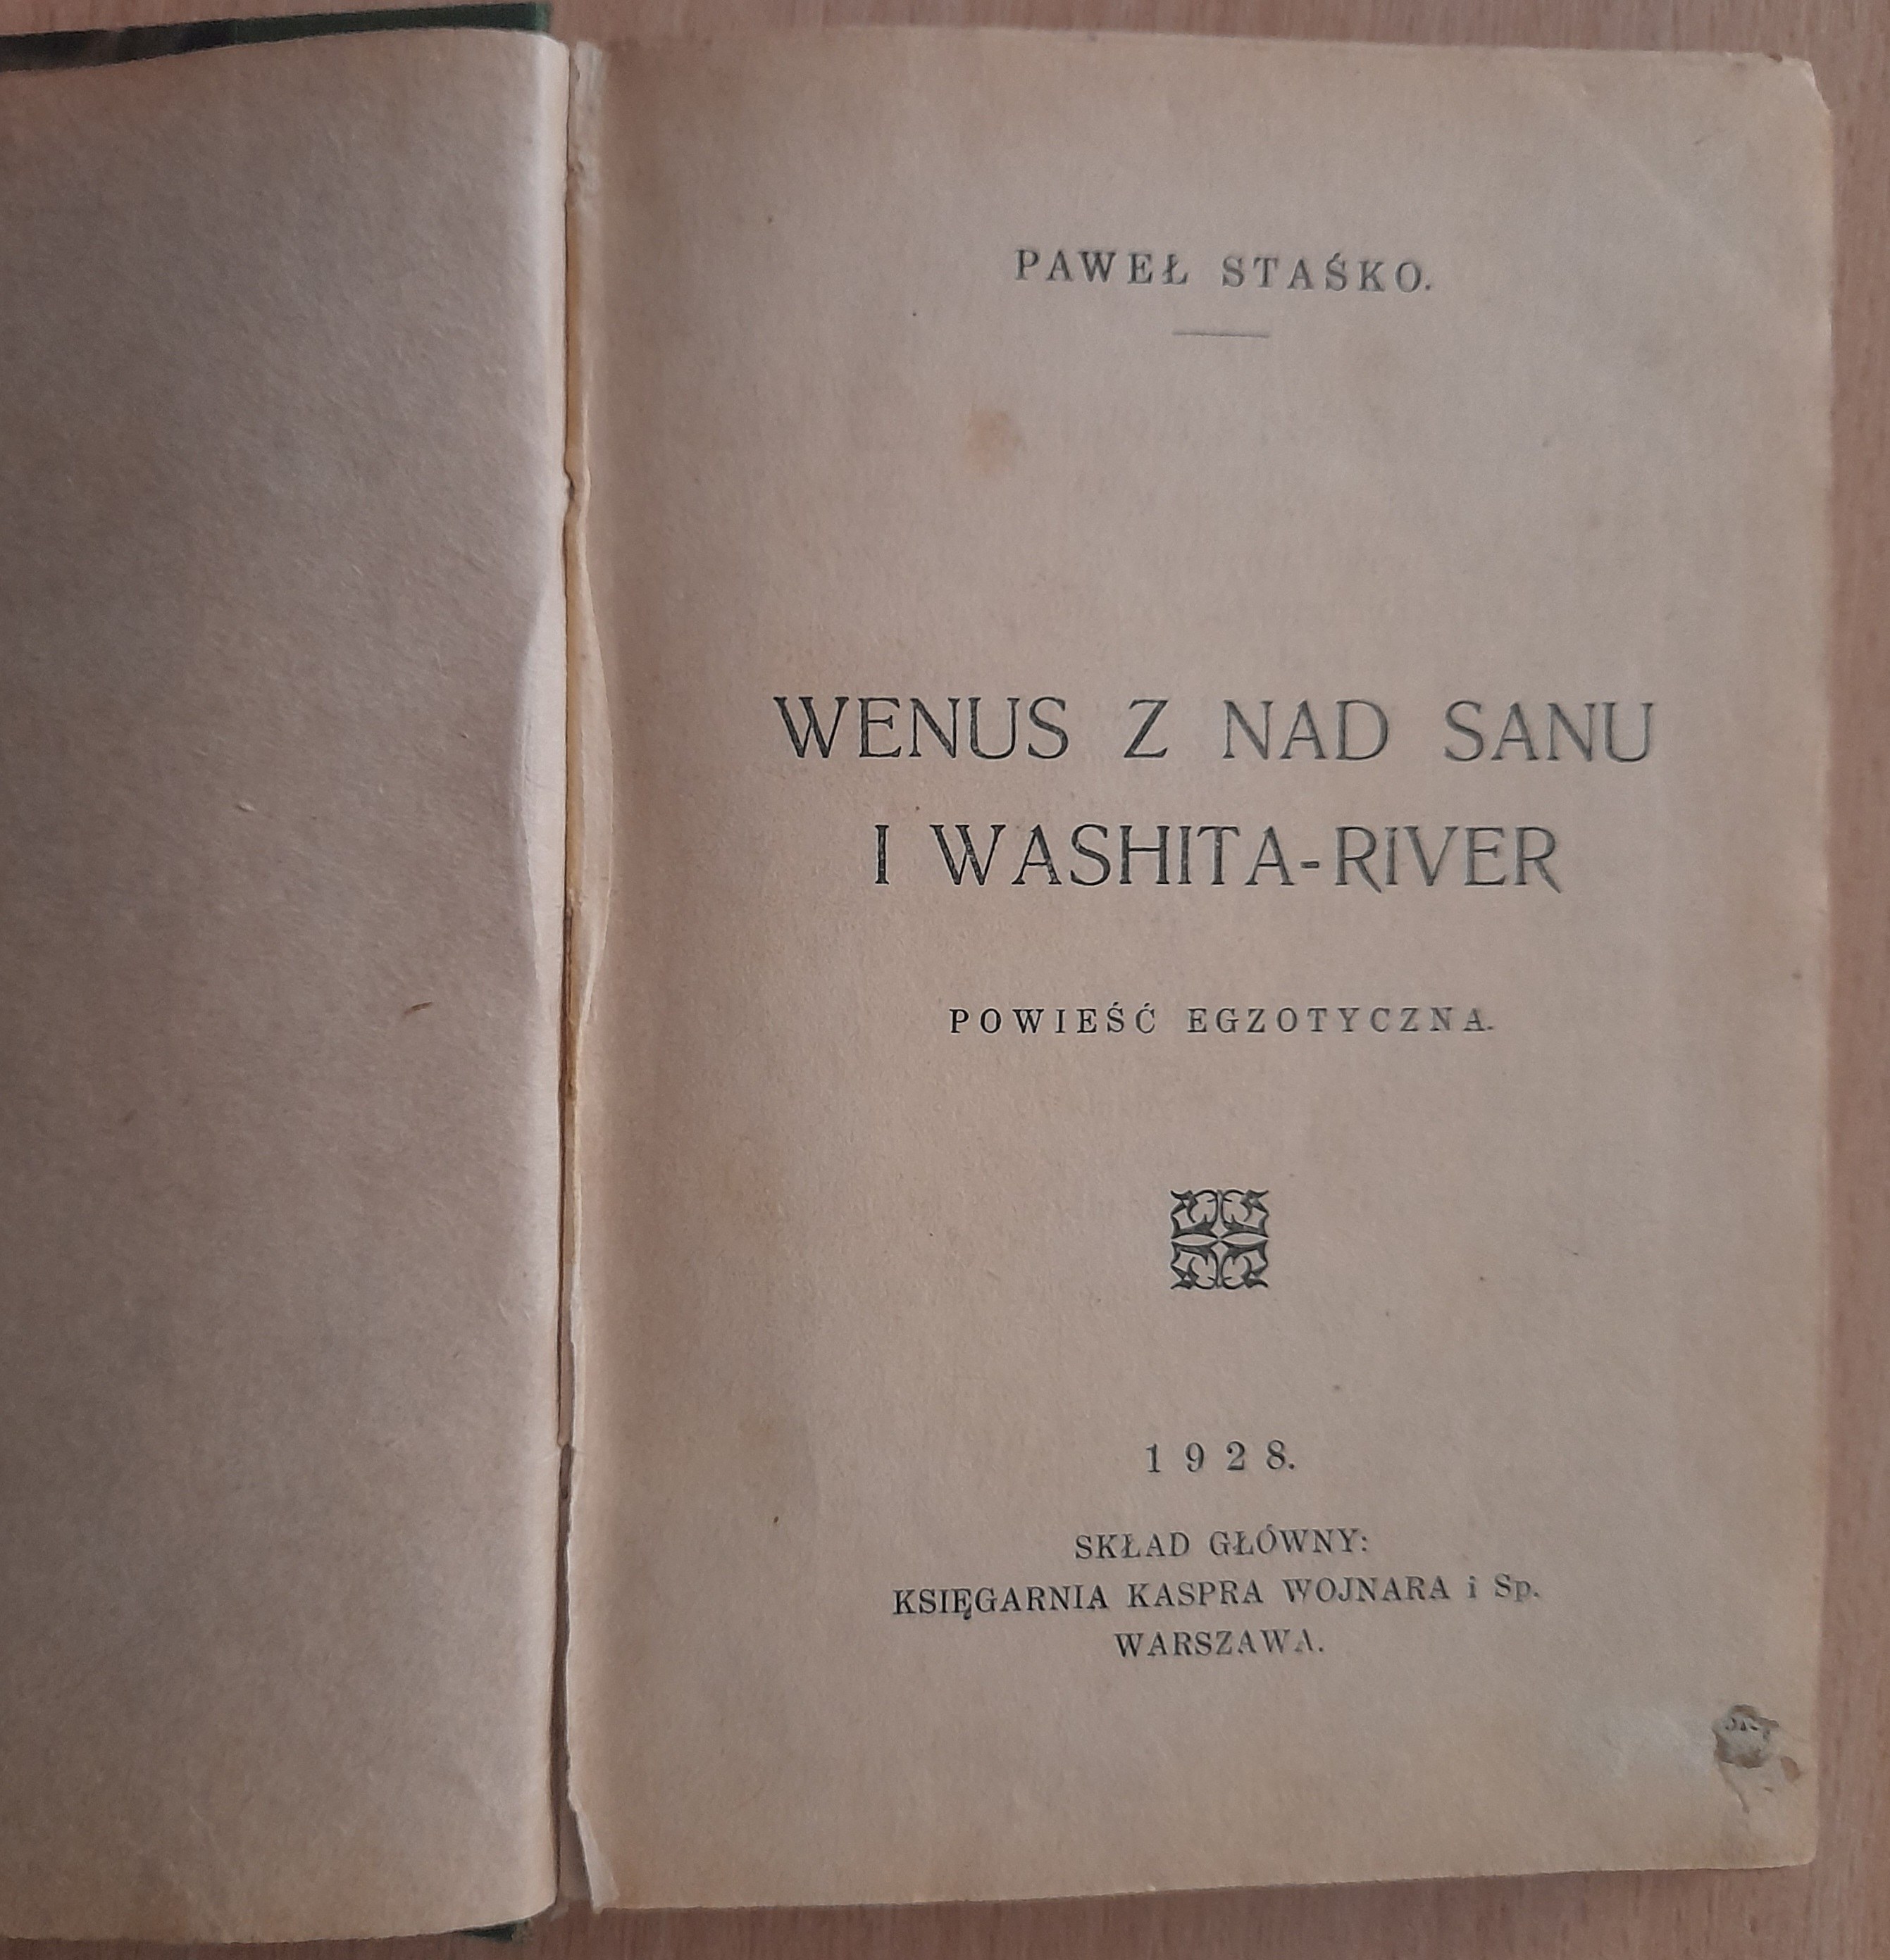 PAWEŁ STAŚKO.
WENUS Z NAD SANU
I WASHITA-RIVER
POWIEŚĆ EGZOTYCZNA.
1928.
SKŁAD GŁÓWNY:
KSIĘGARNIA KASPRA WOJNARA i Sp.
WARSZAWA.